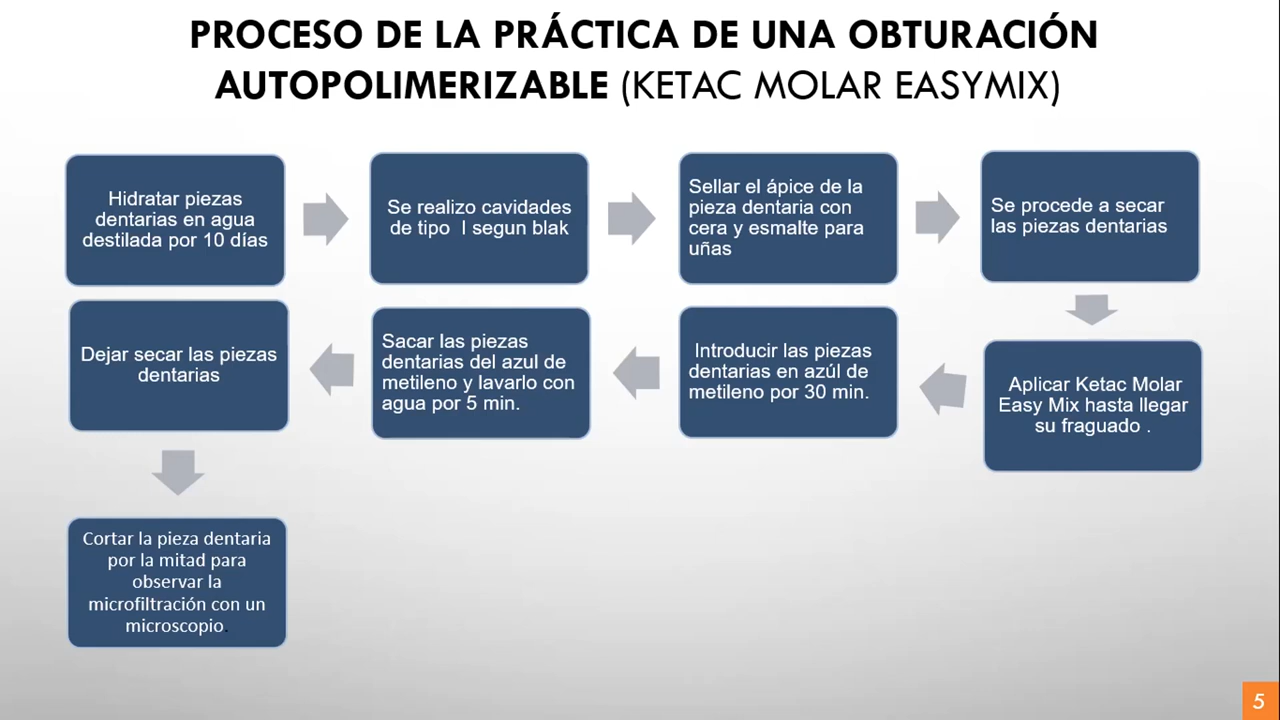 PROCESO DE LA PRÁCTICA DE UNA OBTURACIÓN
AUTOPOLIMERIZABLE (KETAC MOLAR EASYMIX)
Hidratar piezas
dentarias en agua
destilada por 10 días
Se realizo cavidades
de tipo I segun blak
Sellar el ápice de la
pieza dentaria con
cera y esmalte para
uñas
Se procede a secar
las piezas dentarias
Aplicar Ketac Molar
Easy Mix hasta llegar
su fraguado .
Introducir las piezas
dentarias en azúl de
metileno por 30 min.
Sacar las piezas
dentarias del azul de
metileno y lavarlo con
agua por 5 min.
Dejar secar las piezas
dentarias
Cortar la pieza dentaria
por la mitad para
observar la
microfiltración con un
microscopio.
5